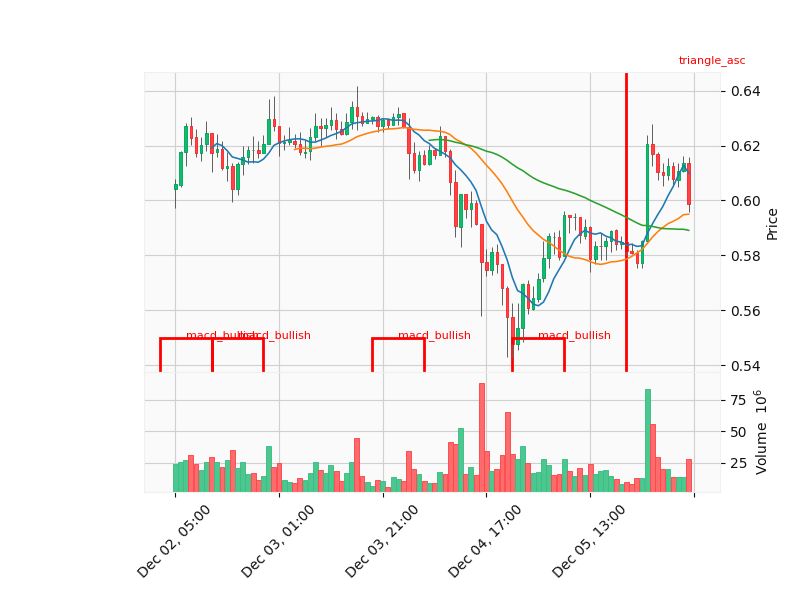 triangle_asc
0.64
0.62
0.60
0.58
0.56
0.54
Price
macd_bullish
macd_bullish
macd_bullish
macd_bullish
75
50
25
Volume 10^6
Dec 02, 05:00
Dec 03, 01:00
Dec 03, 21:00
Dec 04, 17:00
Dec 05, 13:00